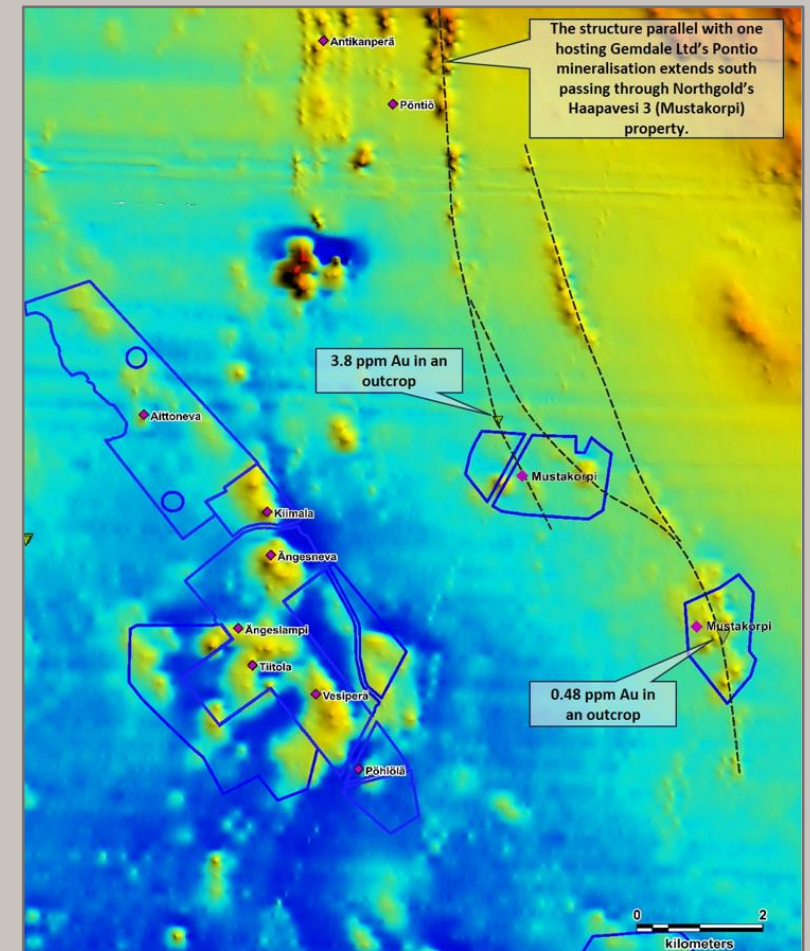 Antikanperä
Pöntiö
The structure parallel with one
hosting Gemdale Ltd's Pontio
mineralisation extends south
passing through Northgold's
Haapavesi 3 (Mustakorpi)
property.
3.8 ppm Au in an
outcrop
Aittoneva
Mustakorpi
Kiimala
Ängesneva
Ängeslampi
Mustakorpi
Tiitola
Vesiperä
0.48 ppm Au in
an outcrop
Pöhlölä
0 2
kilometers